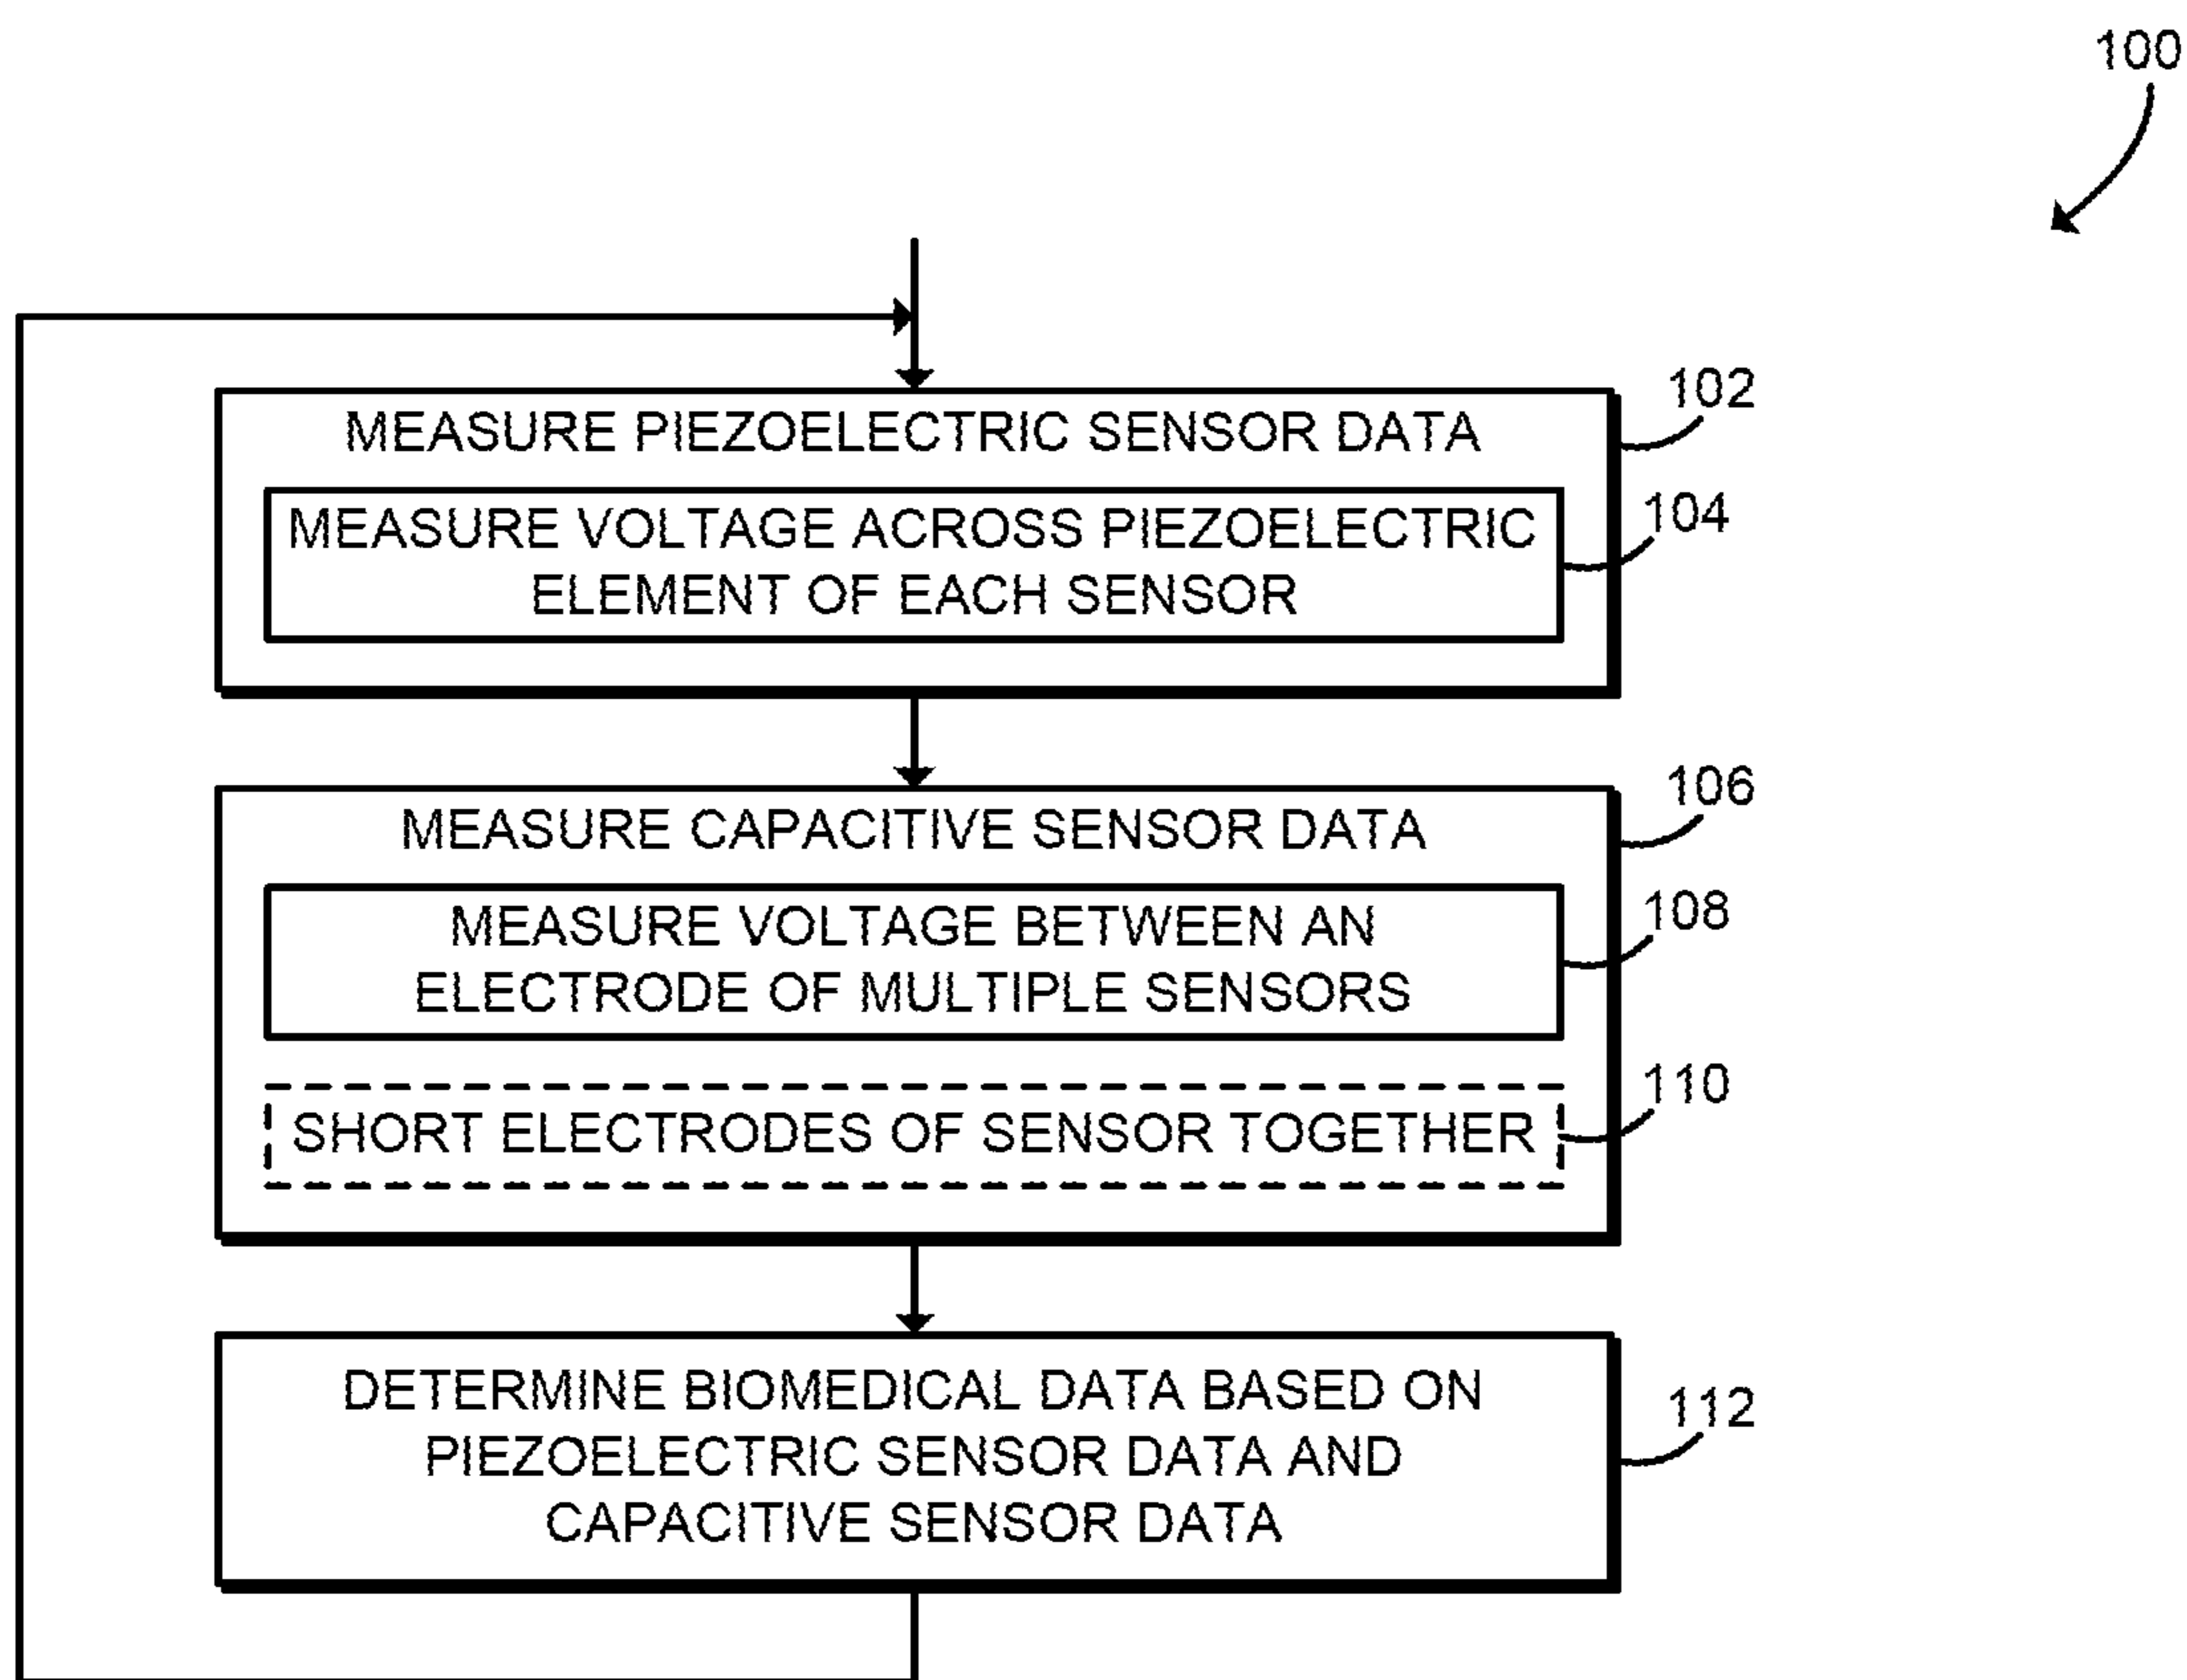 100
MEASURE PIEZOELECTRIC SENSOR DATA
102
MEASURE VOLTAGE ACROSS PIEZOELECTRIC
ELEMENT OF EACH SENSOR
104
MEASURE CAPACITIVE SENSOR DATA
106
MEASURE VOLTAGE BETWEEN AN
ELECTRODE OF MULTIPLE SENSORS
108
SHORT ELECTRODES OF SENSOR TOGETHER
110
DETERMINE BIOMEDICAL DATA BASED ON
PIEZOELECTRIC SENSOR DATA AND
CAPACITIVE SENSOR DATA
112